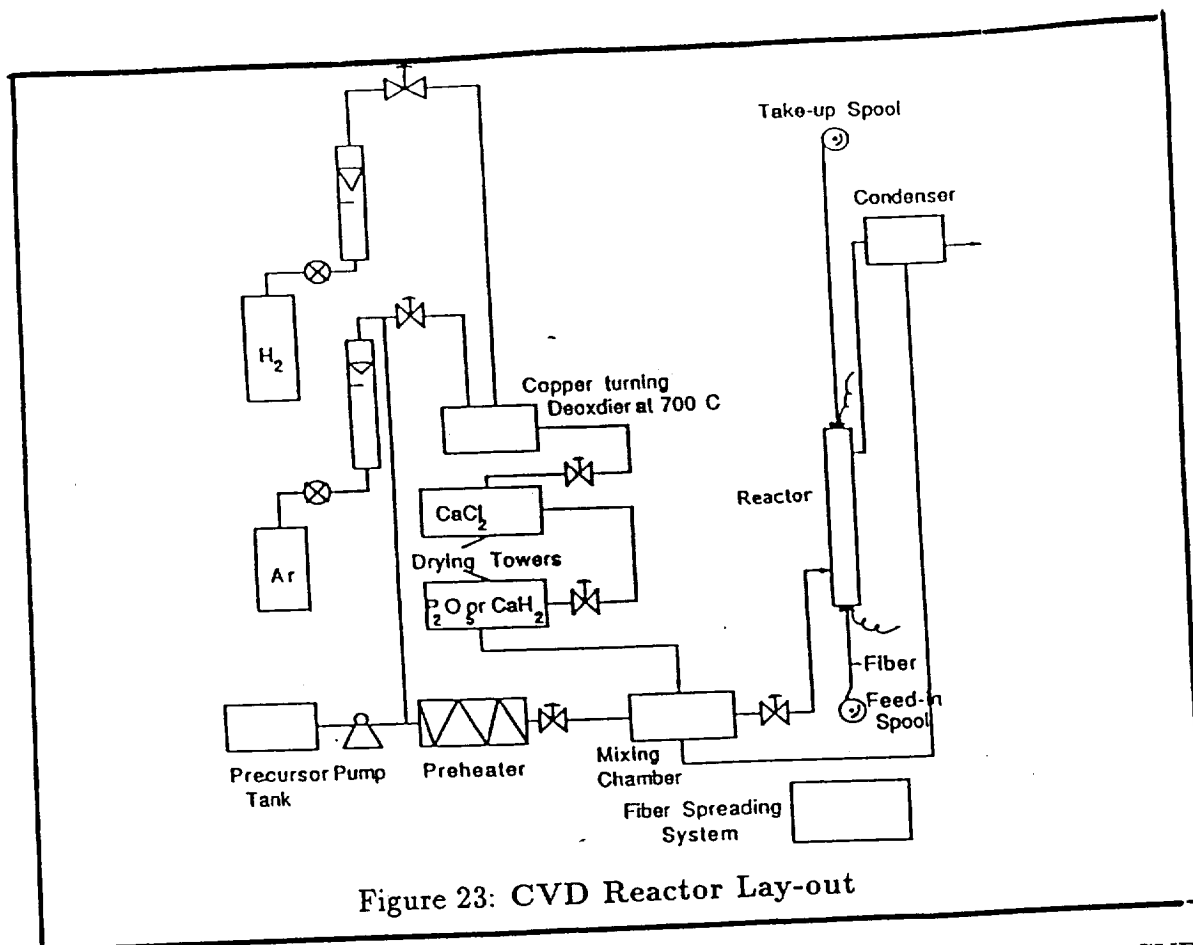 Take-up Spool
Condenser
H2
Copper turning
Deoxdier at 700 C
Reactor
CaCl2
Drying Towers
Ar
P2O5 or CaH2
Fiber
Feed-in
Spool
Precursor Pump
Tank
Preheater
Mixing
Chamber
Fiber Spreading
System
Figure 23: CVD Reactor Lay-out